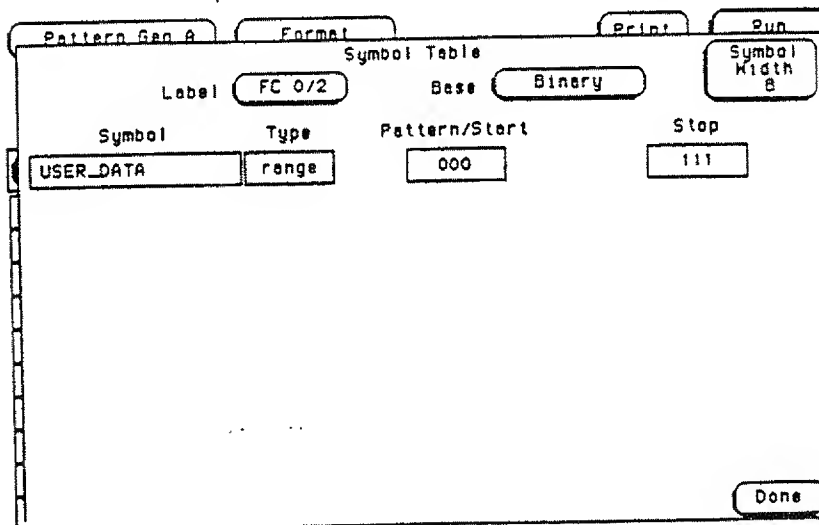 Pattern Gen A Format Print Run
Symbol Table
Label FC 0/2 Base Binary Symbol Width 8
Symbol Type Pattern/Start Stop
USER_DATA range 000 111
Done